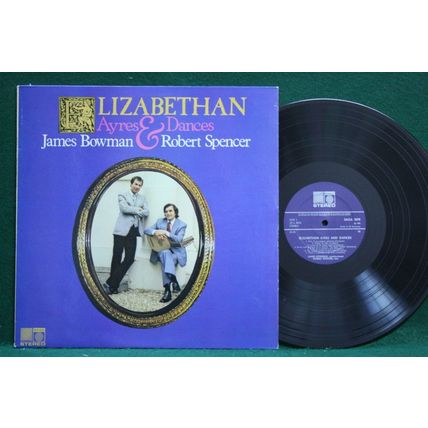 ELIZABETHAN
Ayres & Dances
James Bowman Robert Spencer
STEREO
STEREO
ELIZABETHAN AYRES AND DANCES